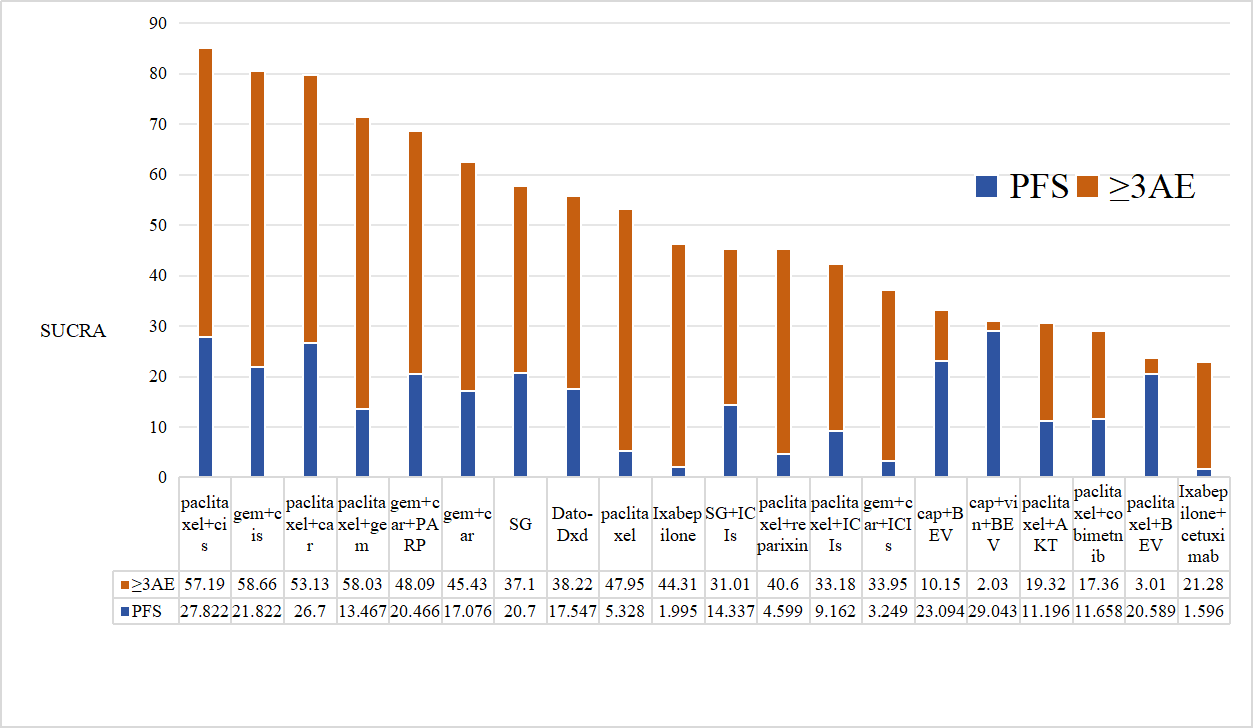 90
80
70
60
50
40
30
20
10
0
SUCRA
PFS ≥3AE
paclita
xel+ci
s
gem+c
is
paclita
xel+ca
r
paclita
xel+ge
m
gem+c
ar+PA
RP
gem+c
ar
SG
Dato-
Dxd
paclita
xel
Ixabep
ilone
SG+IC
Is
paclita
xel+re
parixin
paclita
xel+IC
Is
gem+c
ar+ICI
s
cap+B
EV
cap+vi
n+BE
V
paclita
xel+A
KT
paclita
xel+co
bimetn
ib
paclita
xel+B
EV
Ixabep
ilone+
cetuxi
mab
≥3AE 57.19 58.66 53.13 58.03 48.09 45.43 37.1 38.22 47.95 44.31 31.01 40.6 33.18 33.95 10.15 2.03 19.32 17.36 3.01 21.28
PFS 27.822 21.822 26.7 13.467 20.466 17.076 20.7 17.547 5.328 1.995 14.337 4.599 9.162 3.249 23.094 29.043 11.196 11.658 20.589 1.596